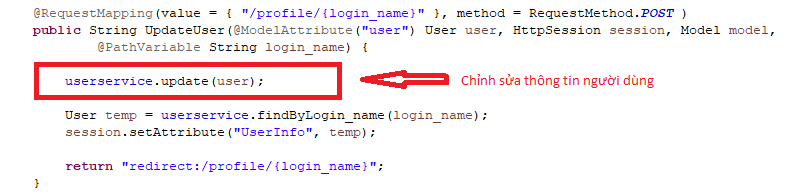 @RequestMapping(value = { "/profile/{login_name}" }, method = RequestMethod.POST )
public String UpdateUser(@ModelAttribute("user") User user, HttpSession session, Model model,
@PathVariable String login_name) {
userservice.update(user);
Chỉnh sửa thông tin người dùng
User temp = userservice.findByLogin_name(login_name);
session.setAttribute("UserInfo", temp);
return "redirect:/profile/{login_name}";
}